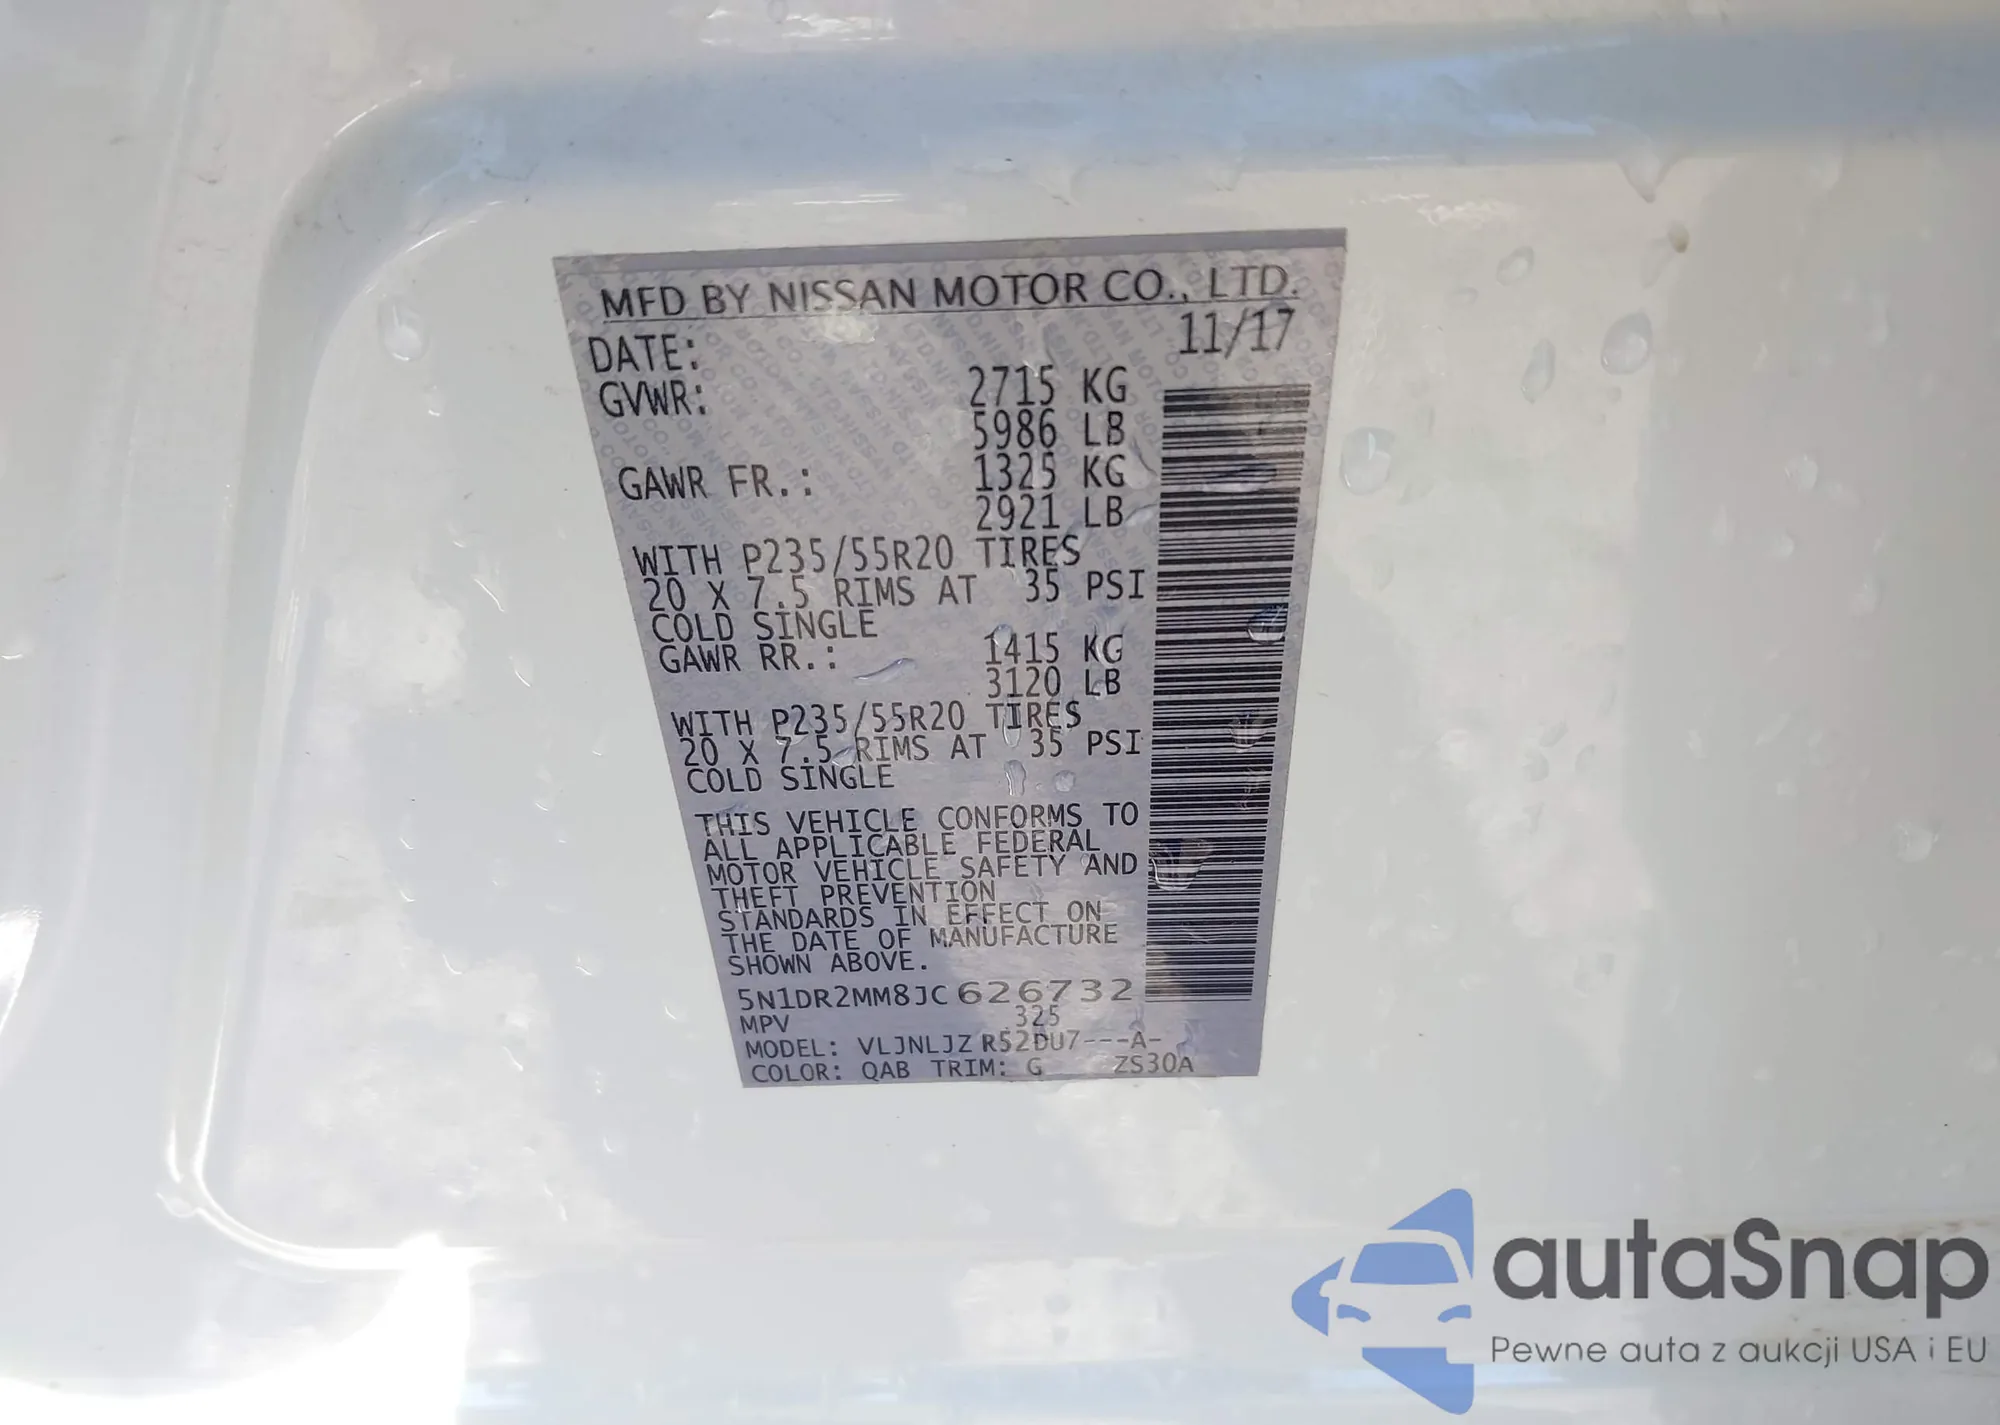 MFD BY NISSAN MOTOR CO., LTD.
DATE: 11/17
GVWR: 2715 KG
5986 LB
GAWR FR.: 1325 KG
2921 LB
WITH P235/55R20 TIRES
20 X 7.5 RIMS AT 35 PSI
COLD SINGLE
GAWR RR.: 1415 KG
3120 LB
WITH P235/55R20 TIRES
20 X 7.5 RIMS AT 35 PSI
COLD SINGLE
THIS VEHICLE CONFORMS TO
ALL APPLICABLE FEDERAL
MOTOR VEHICLE SAFETY AND
THEFT PREVENTION
STANDARDS IN EFFECT ON
THE DATE OF MANUFACTURE
SHOWN ABOVE.
5N1DR2MM8JC626732
MPV 325
MODEL: VLJNLJZ R52DU7---A-
COLOR: QAB TRIM: G ZS30A
autaSnap
Pewne auta z aukcji USA i EU